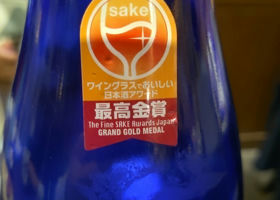 sake
ワイングラスでおいしい
日本酒アワード
最高金賞
The Fine SAKE Awards Japan
GRAND GOLD MEDAL